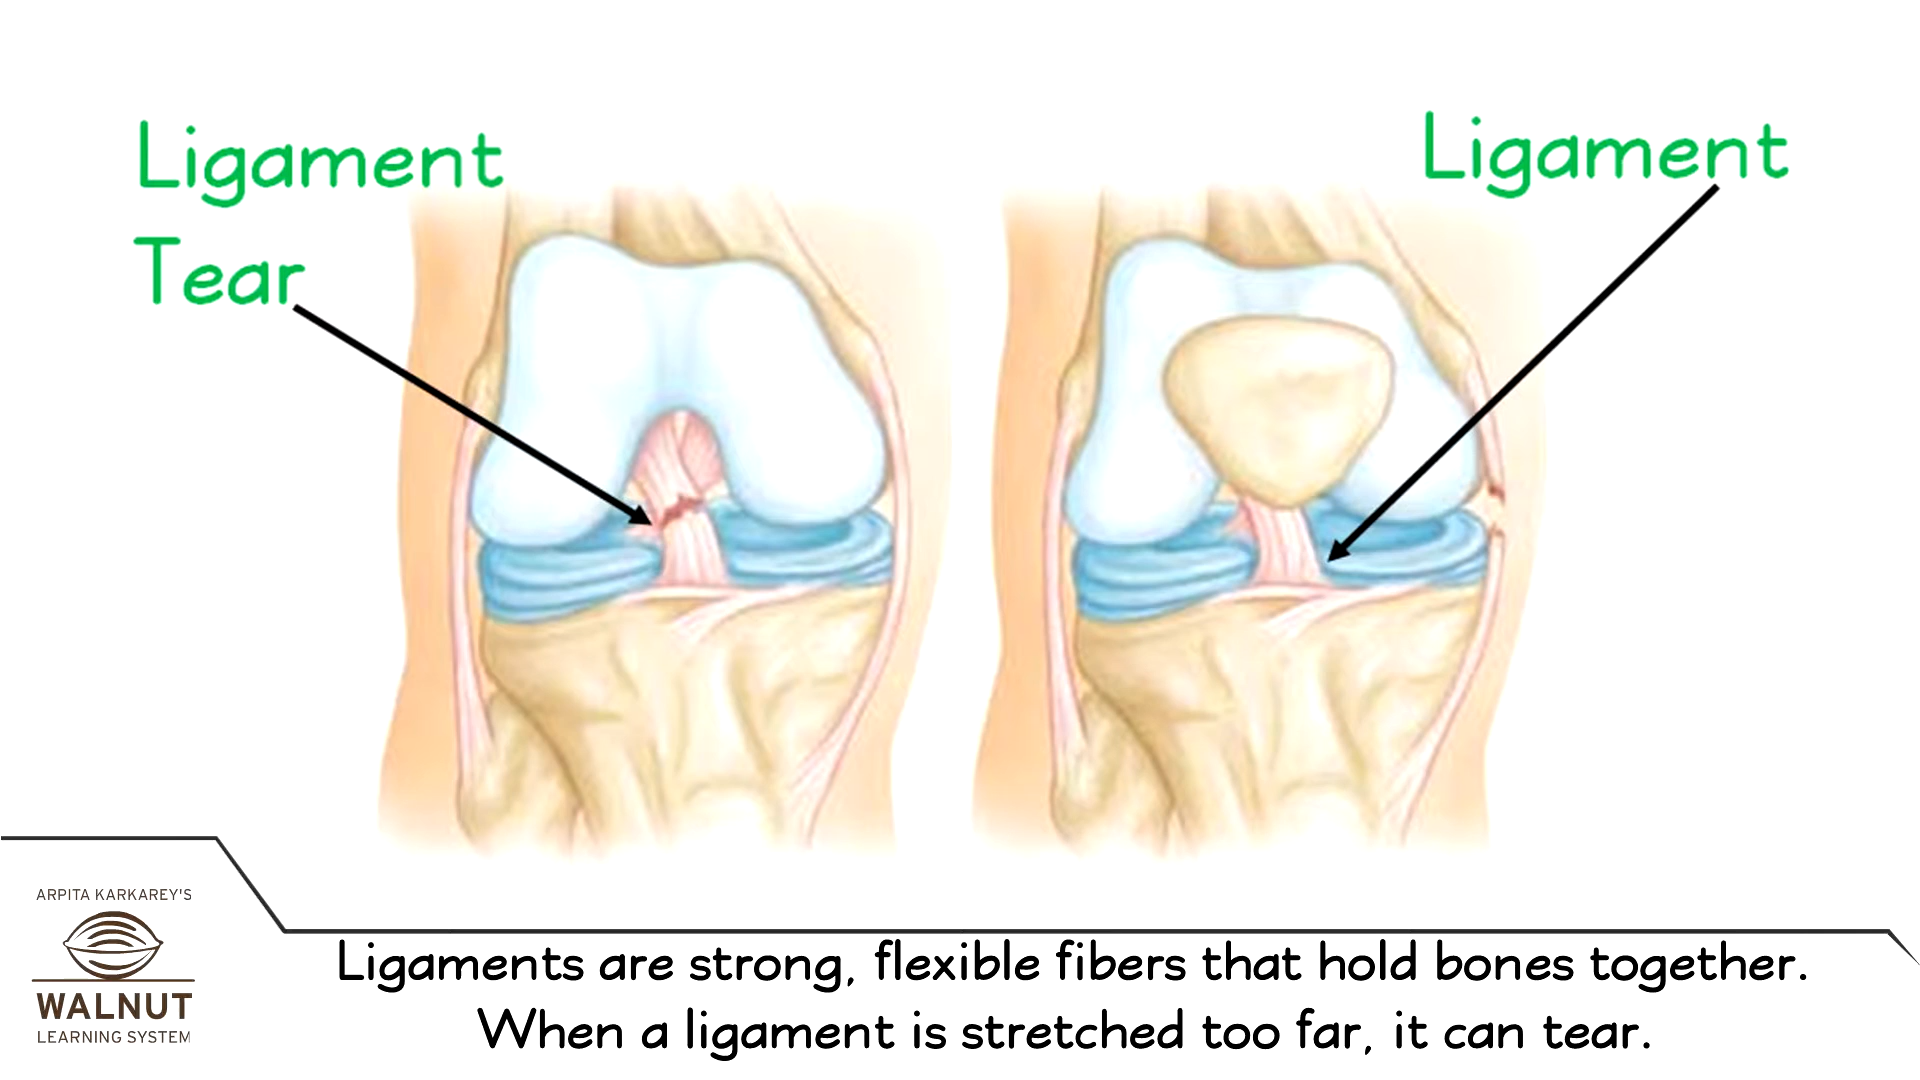 Ligament
Tear
Ligament
ARPITA KARKAREY'S
WALNUT
LEARNING SYSTEM
Ligaments are strong, flexible fibers that hold bones together.
When a ligament is stretched too far, it can tear.